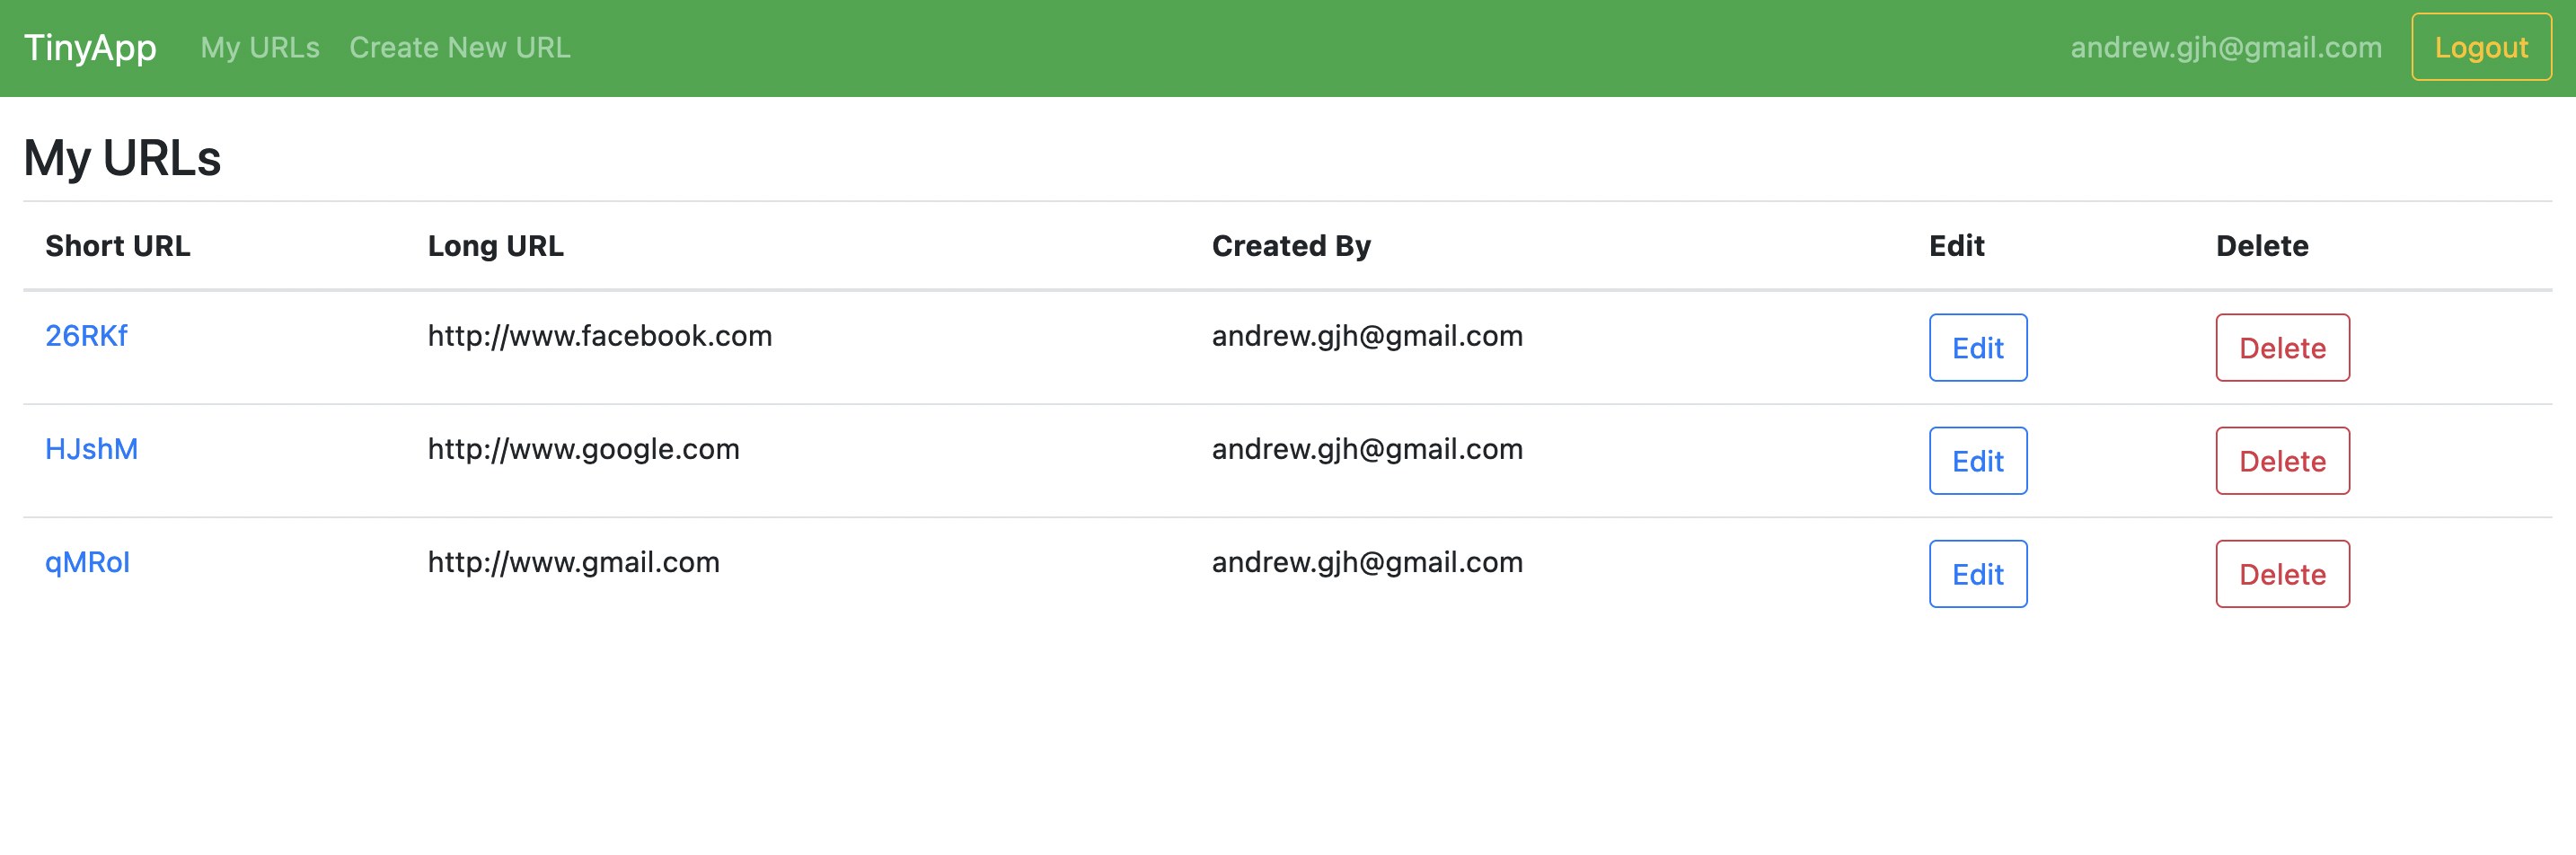 TinyApp My URLs Create New URL andrew.gjh@gmail.com Logout
My URLs
Short URL Long URL Created By Edit Delete
26RKf http://www.facebook.com andrew.gjh@gmail.com Edit Delete
HJshM http://www.google.com andrew.gjh@gmail.com Edit Delete
qMRol http://www.gmail.com andrew.gjh@gmail.com Edit Delete